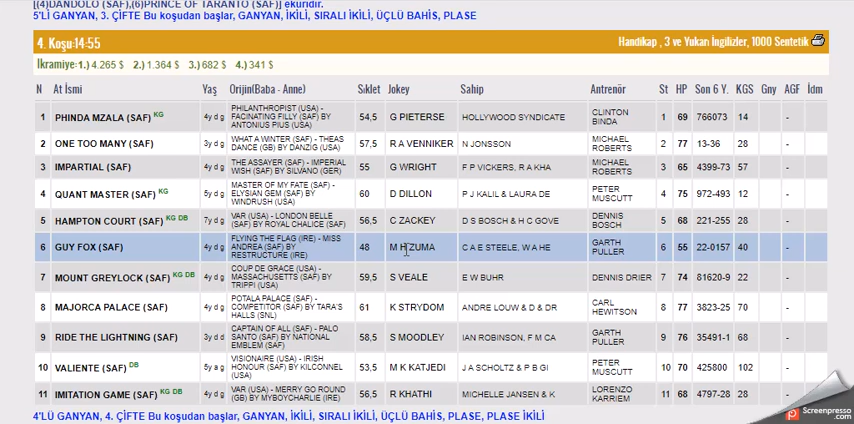 [(4)DANDOLO (SAF),(6)PRINCE OF TARANTO (SAF)] eküridir.
5'Lİ GANYAN, 3. ÇİFTE Bu koşudan başlar, GANYAN, İKİLİ, SIRALI İKİLİ, ÜÇLÜ BAHİS, PLASE
4. Koşu:14-55 Handikap , 3 ve Yukarı İngilizler, 1000 Sentetik
İkramiye:1.) 4.265 $ 2.) 1.364 $ 3.) 682 $ 4.) 341 $
N At İsmi Yaş Orijin(Baba - Anne) Sıklet Jokey Sahip Antrenör St HP Son 6 Y. KGS Gny AGF İdm
1 PHINDA MZALA (SAF) KG 4y d g PHILANTHROPIST (USA) - FACINATING FILLY (SAF) BY ANTONIUS PIUS (USA) 54,5 G PIETERSE HOLLYWOOD SYNDICATE CLINTON BINDA 1 69 766073 14 -
2 ONE TOO MANY (SAF) 3y d g WHAT A WINTER (SAF) - THEAS DANCE (GB) BY DANZIG (USA) 57,5 R A VENNIKER N JONSSON MICHAEL ROBERTS 2 77 13-36 28 -
3 IMPARTIAL (SAF) 4y d g THE ASSAYER (SAF) - IMPERIAL WISH (SAF) BY SILVANO (GER) 55 G WRIGHT F P VICKERS, R A KHA MICHAEL ROBERTS 3 65 4399-73 57 -
4 QUANT MASTER (SAF) KG 5y d g MASTER OF MY FATE (SAF) - ELYSIAN GEM (SAF) BY WINDRUSH (USA) 60 D DILLON P J KALIL & LAURA DE PETER MUSCUTT 4 75 972-493 12 -
5 HAMPTON COURT (SAF) KG DB 7y d g VAR (USA) - LONDON BELLE (SAF) BY ROYAL CHALICE (SAF) 56,5 C ZACKEY D S BOSCH & H C GOVE DENNIS BOSCH 5 68 221-255 28 -
6 GUY FOX (SAF) 4y d g FLYING THE FLAG (IRE) - MISS ANDREA (SAF) BY RESTRUCTURE (IRE) 48 M H ZUMA C A E STEELE, W A HE GARTH PULLER 6 55 22-0157 40 -
7 MOUNT GREYLOCK (SAF) KG DB 4y d g COUP DE GRACE (USA) - MASSACHUSETTS (SAF) BY TRIPPI (USA) 59,5 S VEALE E W BUHR DENNIS DRIER 7 74 81620-9 22 -
8 MAJORCA PALACE (SAF) 4y d g POTALA PALACE (SAF) - COMPETITOR (SAF) BY TARA'S HALLS (SNL) 61 K STRYDOM ANDRE LOUW & D & DR CARL HEWITSON 8 77 3823-25 70 -
9 RIDE THE LIGHTNING (SAF) 3y d d CAPTAIN OF ALL (SAF) - PALO SANTO (SAF) BY NATIONAL EMBLEM (SAF) 58,5 S MOODLEY IAN ROBINSON, F M CA GARTH PULLER 9 76 35491-1 68 -
10 VALIENTE (SAF) DB 5y a g VISIONAIRE (USA) - IRISH HONOUR (SAF) BY KILCONNEL (USA) 53,5 M K KATJEDI J A SCHOLTZ & P B GI PETER MUSCUTT 10 70 425800 102 -
11 IMITATION GAME (SAF) KG DB 4y d g VAR (USA) - MERRY GO ROUND (GB) BY MYBOYCHARLIE (IRE) 56,5 R KHATHI MICHELLE JANSEN & K LORENZO KARRIEM 11 68 4797-28 28 -
4'LÜ GANYAN, 4. ÇİFTE Bu koşudan başlar, GANYAN, İKİLİ, SIRALI İKİLİ, ÜÇLÜ BAHİS, PLASE, PLASE İKİLİ
Screenpresso